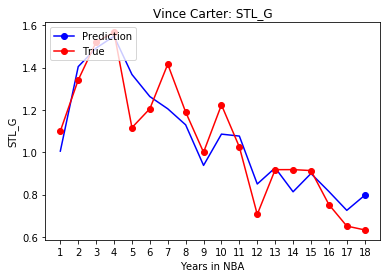 Vince Carter: STL_G
Prediction
True
STL_G
1.6
1.4
1.2
1.0
0.8
0.6
1 2 3 4 5 6 7 8 9 10 11 12 13 14 15 16 17 18
Years in NBA